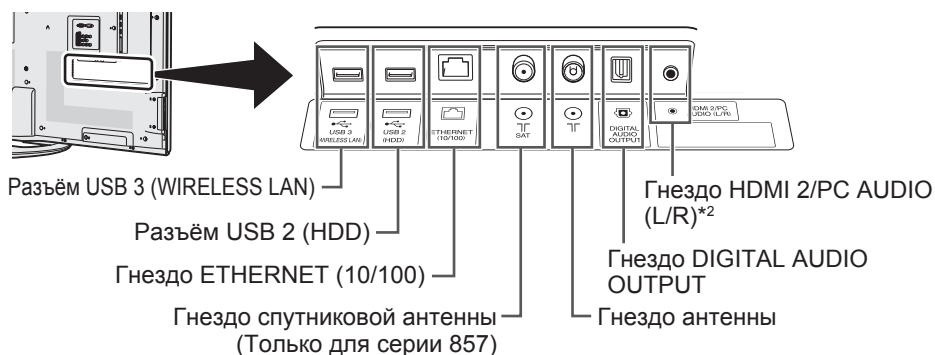 USB 3
(WIRELESS LAN)
USB 2
(HDD)
ETHERNET
(10/100)
SAT
DIGITAL
AUDIO
OUTPUT
HDMI 2/PC
AUDIO (L/R)
Разъём USB 3 (WIRELESS LAN)
Разъём USB 2 (HDD)
Гнездо ETHERNET (10/100)
Гнездо спутниковой антенны
(Только для серии 857)
Гнездо антенны
Гнездо DIGITAL AUDIO
OUTPUT
Гнездо HDMI 2/PC AUDIO
(L/R)*2